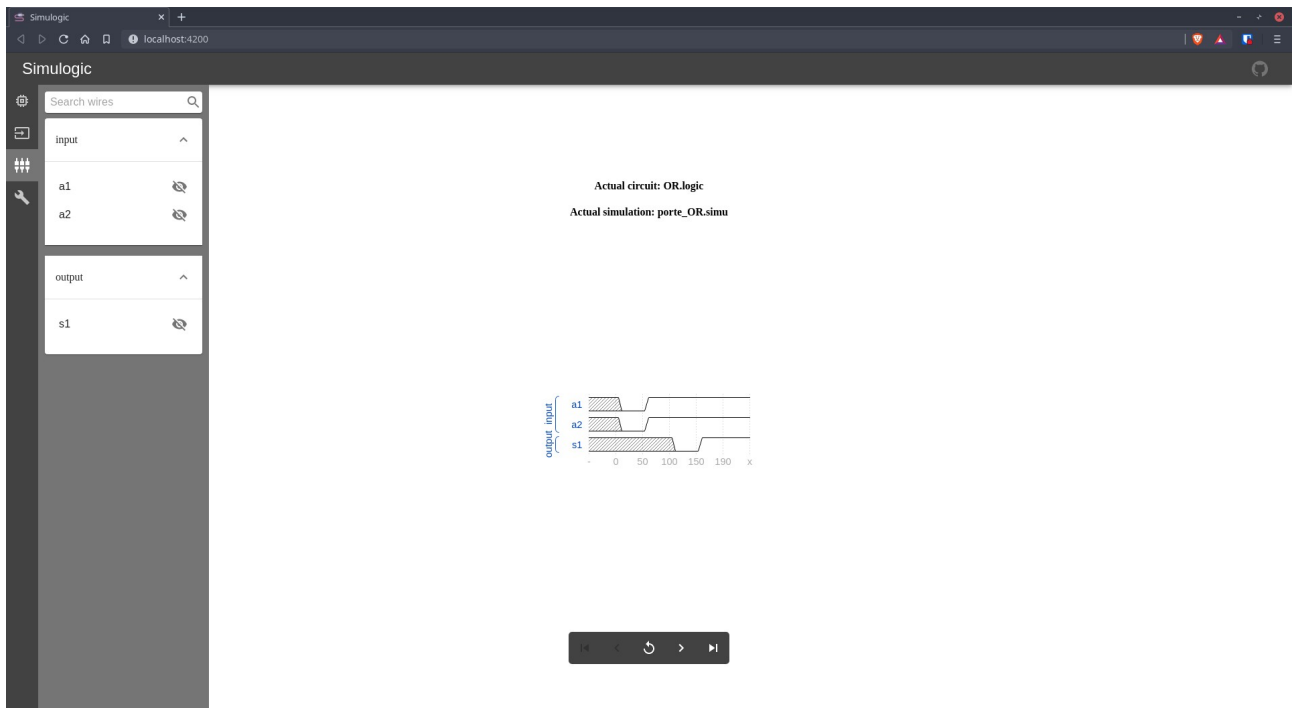 Simulogic
localhost:4200
Simulogic
Search wires
input
a1
a2
output
s1
Actual circuit: OR.logic
Actual simulation: porte_OR.simu
input
a1
a2
output
s1
- 0 50 100 150 190 x